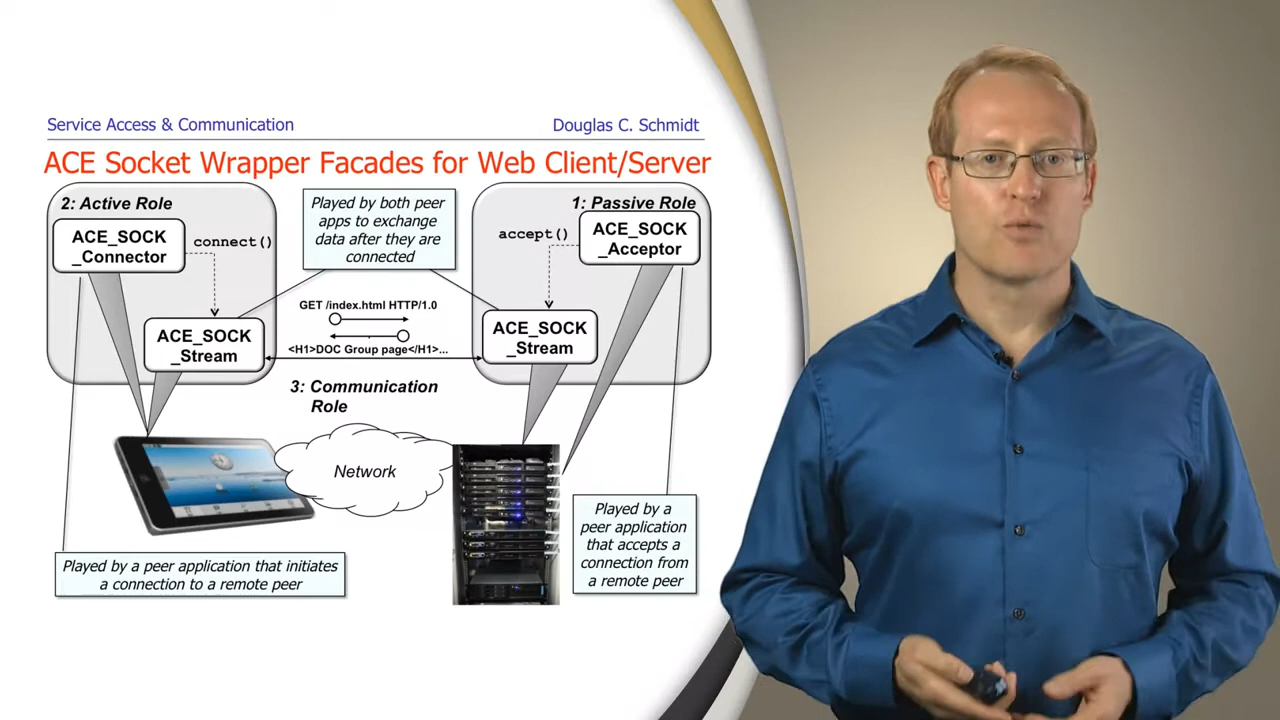 Service Access & Communication
Douglas C. Schmidt
ACE Socket Wrapper Facades for Web Client/Server
2: Active Role
ACE_SOCK
_Connector
connect()
ACE_SOCK
_Stream
Played by both peer
apps to exchange
data after they are
connected
GET /index.html HTTP/1.0
<H1>DOC Group page</H1>...
3: Communication
Role
1: Passive Role
ACE_SOCK
_Acceptor
accept()
ACE_SOCK
_Stream
Network
Played by a peer application that initiates
a connection to a remote peer
Played by a
peer application
that accepts a
connection from
a remote peer